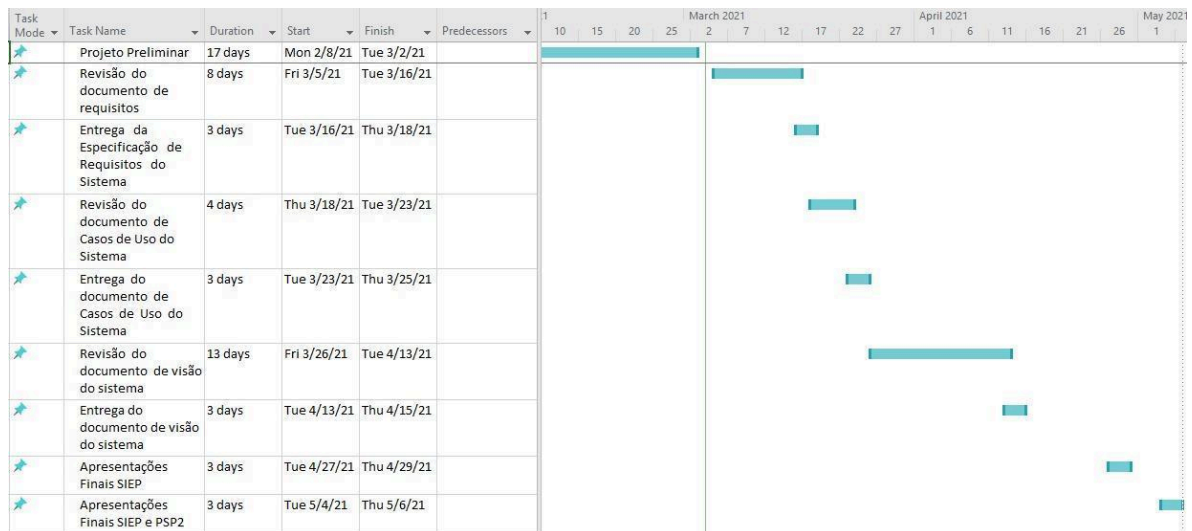 Task
Mode Task Name Duration Start Finish Predecessors
:1 March 2021 April 2021 May 2021
10 15 20 25 2 7 12 17 22 27 1 6 11 16 21 26 1
Projeto Preliminar 17 days Mon 2/8/21 Tue 3/2/21
Revisão do 8 days Fri 3/5/21 Tue 3/16/21
documento de
requisitos
Entrega da 3 days Tue 3/16/21 Thu 3/18/21
Especificação de
Requisitos do
Sistema
Revisão do 4 days Thu 3/18/21 Tue 3/23/21
documento de
Casos de Uso do
Sistema
Entrega do 3 days Tue 3/23/21 Thu 3/25/21
documento de
Casos de Uso do
Sistema
Revisão do 13 days Fri 3/26/21 Tue 4/13/21
documento de visão
do sistema
Entrega do 3 days Tue 4/13/21 Thu 4/15/21
documento de visão
do sistema
Apresentações 3 days Tue 4/27/21 Thu 4/29/21
Finais SIEP
Apresentações 3 days Tue 5/4/21 Thu 5/6/21
Finais SIEP e PSP2